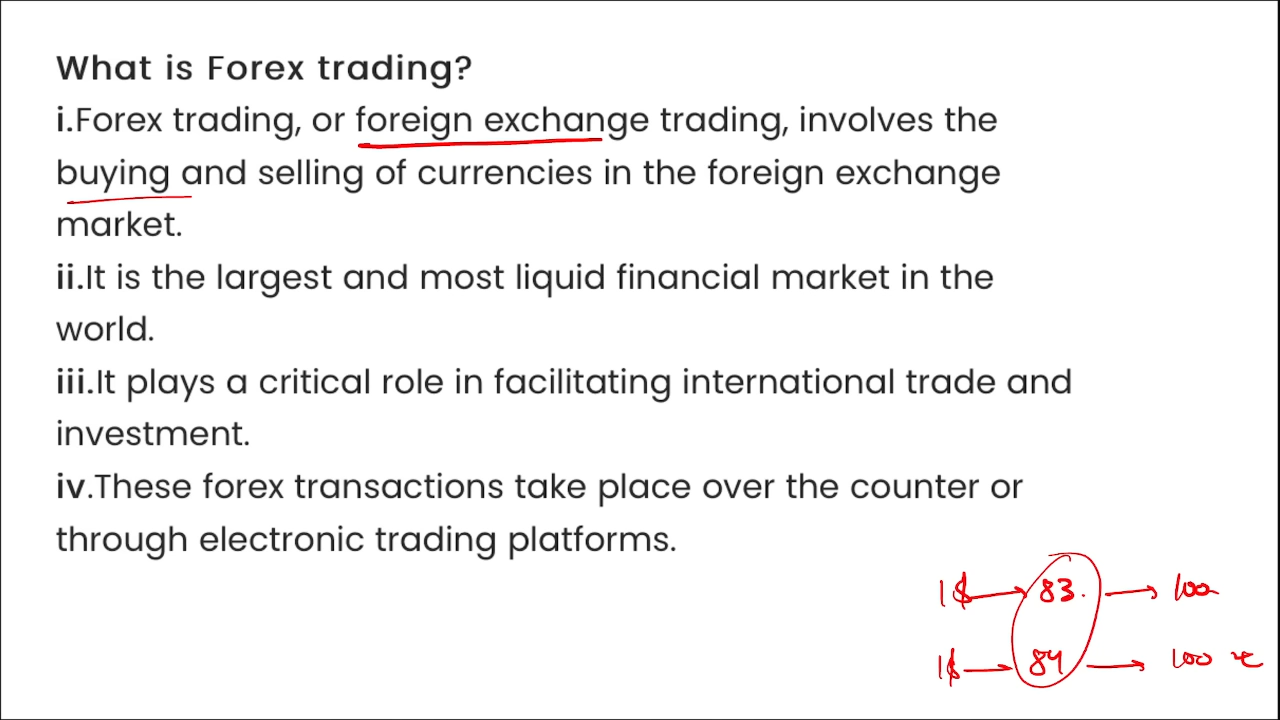 What is Forex trading?
i.Forex trading, or foreign exchange trading, involves the
buying and selling of currencies in the foreign exchange
market.
ii.It is the largest and most liquid financial market in the
world.
iii.It plays a critical role in facilitating international trade and
investment.
iv.These forex transactions take place over the counter or
through electronic trading platforms.
1$ → 83. → 100
1$ → 84 → 100